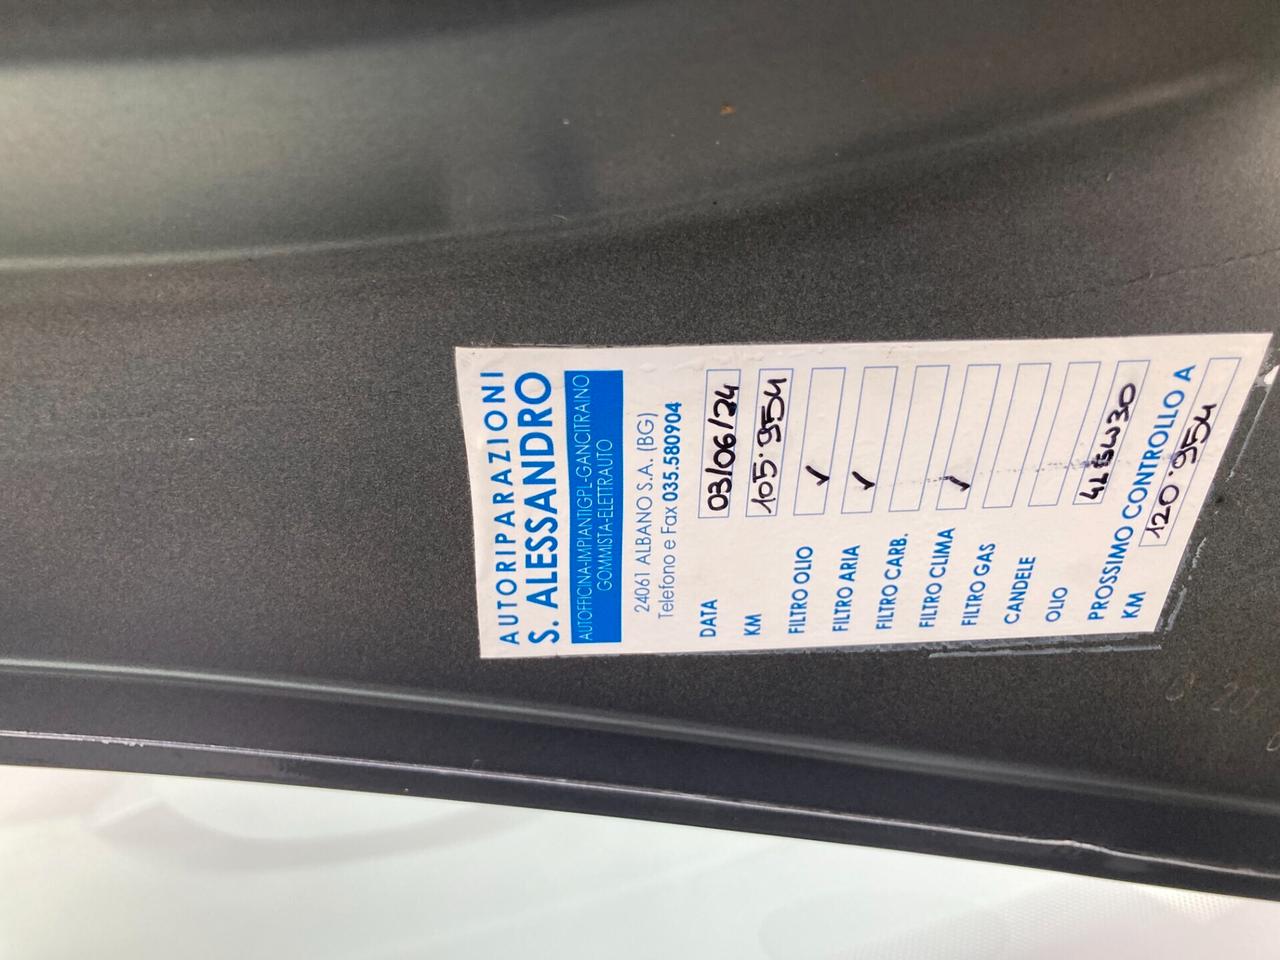 AUTORIPARAZIONI
S. ALESSANDRO
AUTOFFICINA-IMPIANTIGPL-GANCITRAINO
GOMMISTA-ELETTRAUTO
24061 ALBANO S.A. (BG)
Telefono e Fax 035.580904
DATA 03/06/24
KM 105.954
FILTRO OLIO ✓
FILTRO ARIA ✓
FILTRO CARB.
FILTRO CLIMA ✓
FILTRO GAS
CANDELE
OLIO 5W30
PROSSIMO CONTROLLO A
KM 120.954